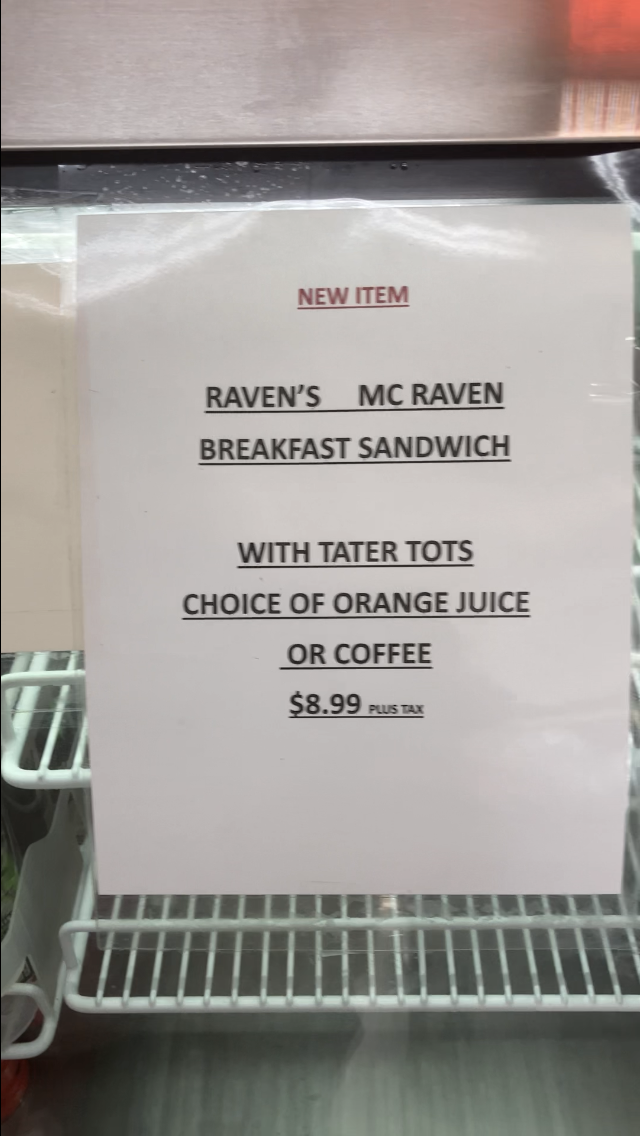 NEW ITEM
RAVEN'S MC RAVEN
BREAKFAST SANDWICH
WITH TATER TOTS
CHOICE OF ORANGE JUICE
OR COFFEE
$8.99 PLUS TAX